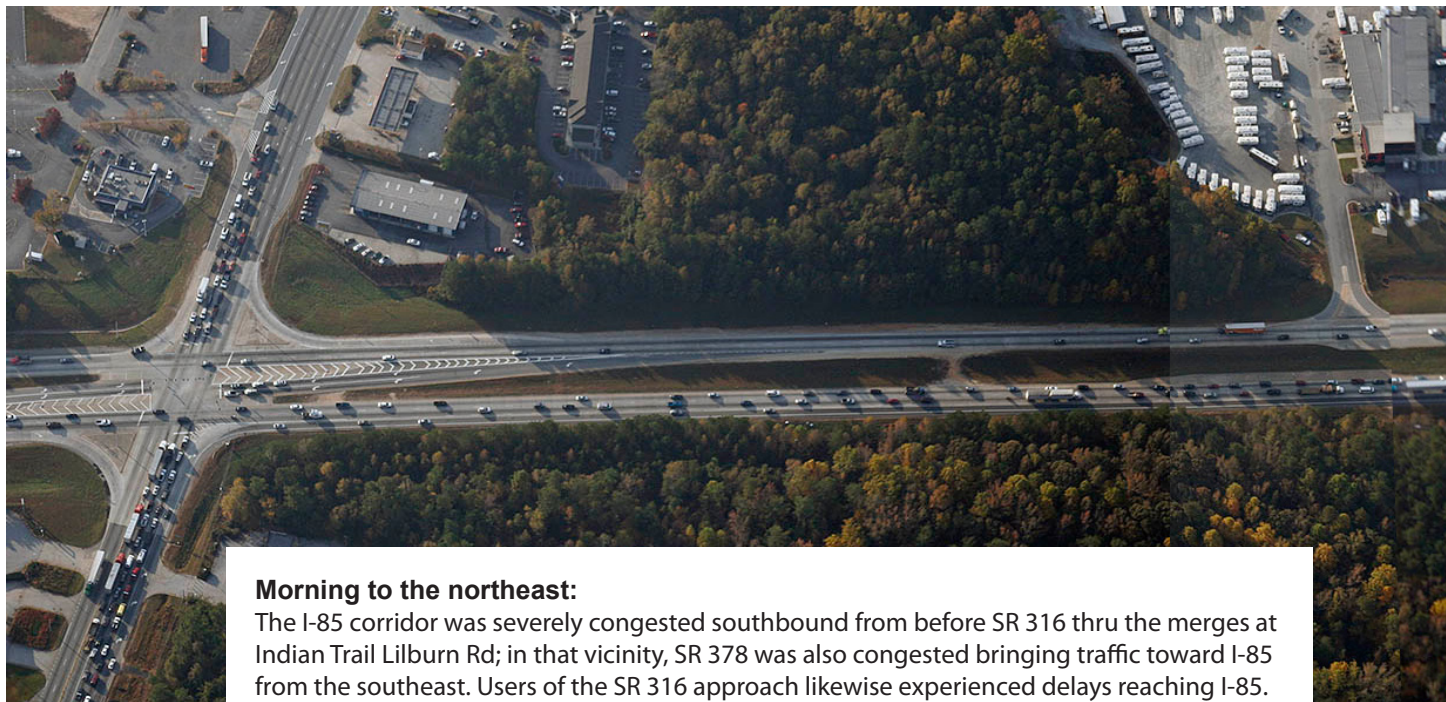 Morning to the northeast:
The I-85 corridor was severely congested southbound from before SR 316 thru the merges at
Indian Trail Lilburn Rd; in that vicinity, SR 378 was also congested bringing traffic toward I-85
from the southeast. Users of the SR 316 approach likewise experienced delays reaching I-85.